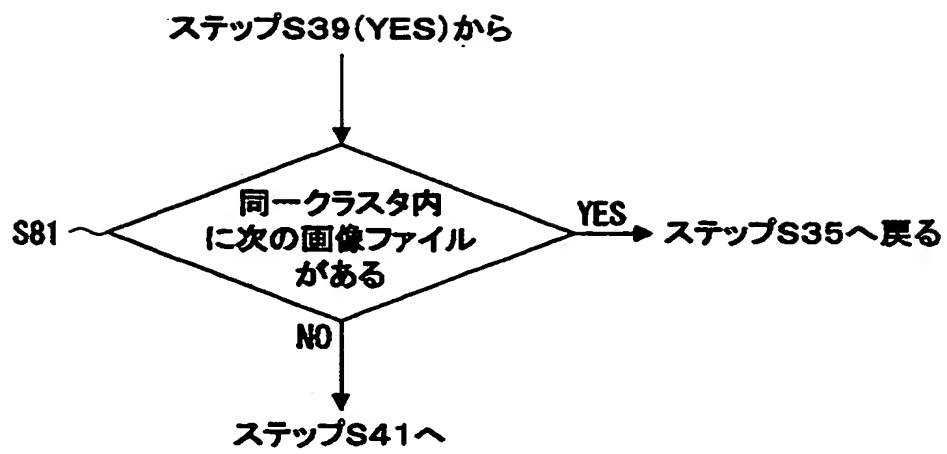 ステップS39(YES)から
同一クラスタ内
に次の画像ファイル
がある
S81
YES
ステップS35へ戻る
NO
ステップS41へ